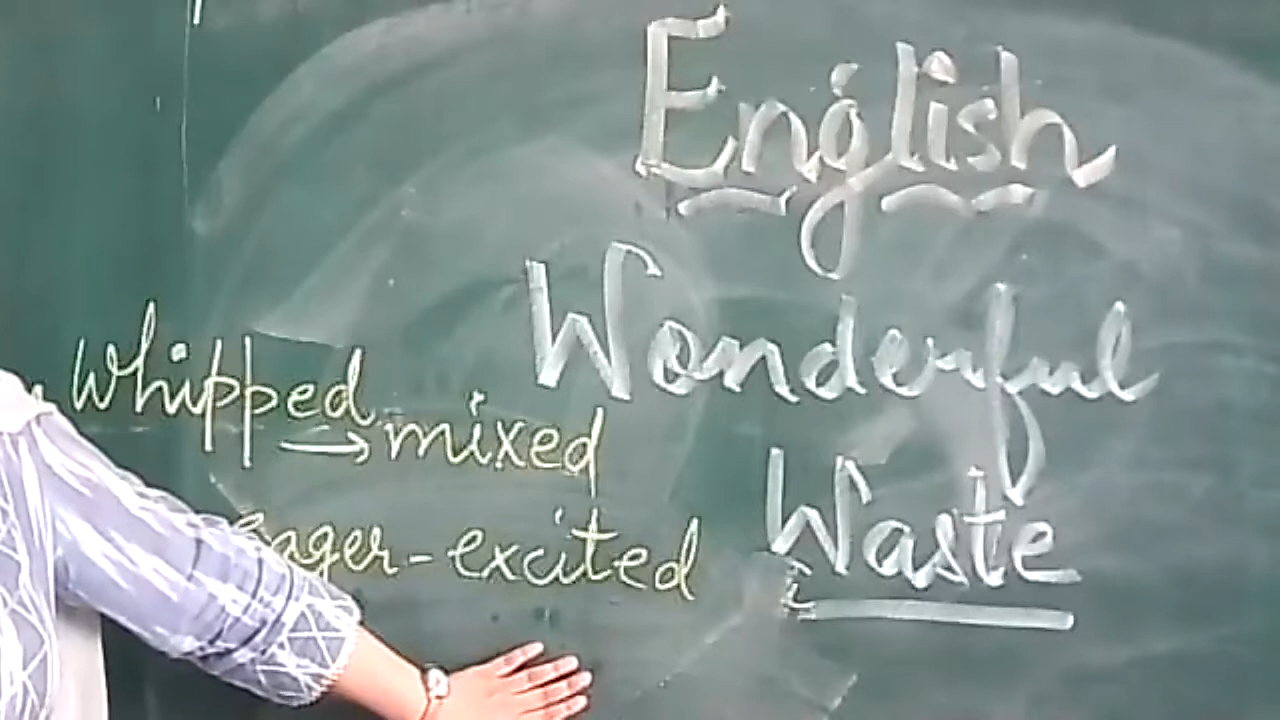 English
Wonderful
Waste
Whipped → mixed
Eager - excited